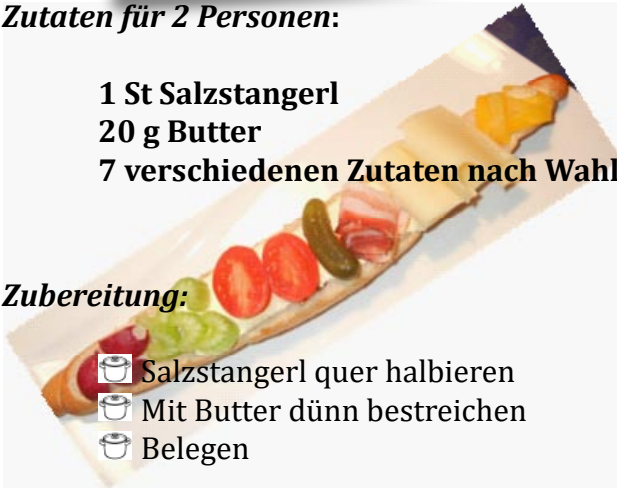 Zutaten für 2 Personen:
1 St Salzstangerl
20 g Butter
7 verschiedenen Zutaten nach Wahl
Zubereitung:
Salzstangerl quer halbieren
Mit Butter dünn bestreichen
Belegen